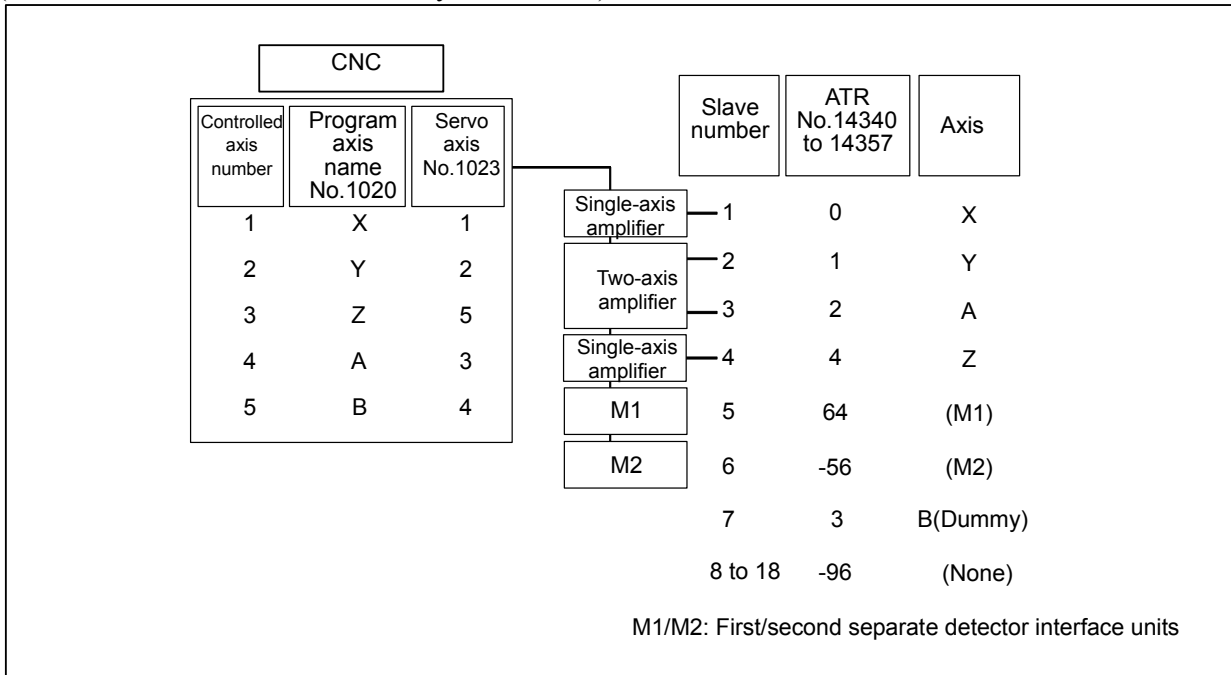 CNC
Controlled
axis
number
Program
axis
name
No.1020
Servo
axis
No.1023
1 X 1
2 Y 2
3 Z 5
4 A 3
5 B 4
Slave
number
ATR
No.14340
to 14357
Axis
Single-axis
amplifier
1 0 X
Two-axis
amplifier
2 1 Y
3 2 A
Single-axis
amplifier
4 4 Z
M1 5 64 (M1)
M2 6 -56 (M2)
7 3 B(Dummy)
8 to 18 -96 (None)
M1/M2: First/second separate detector interface units